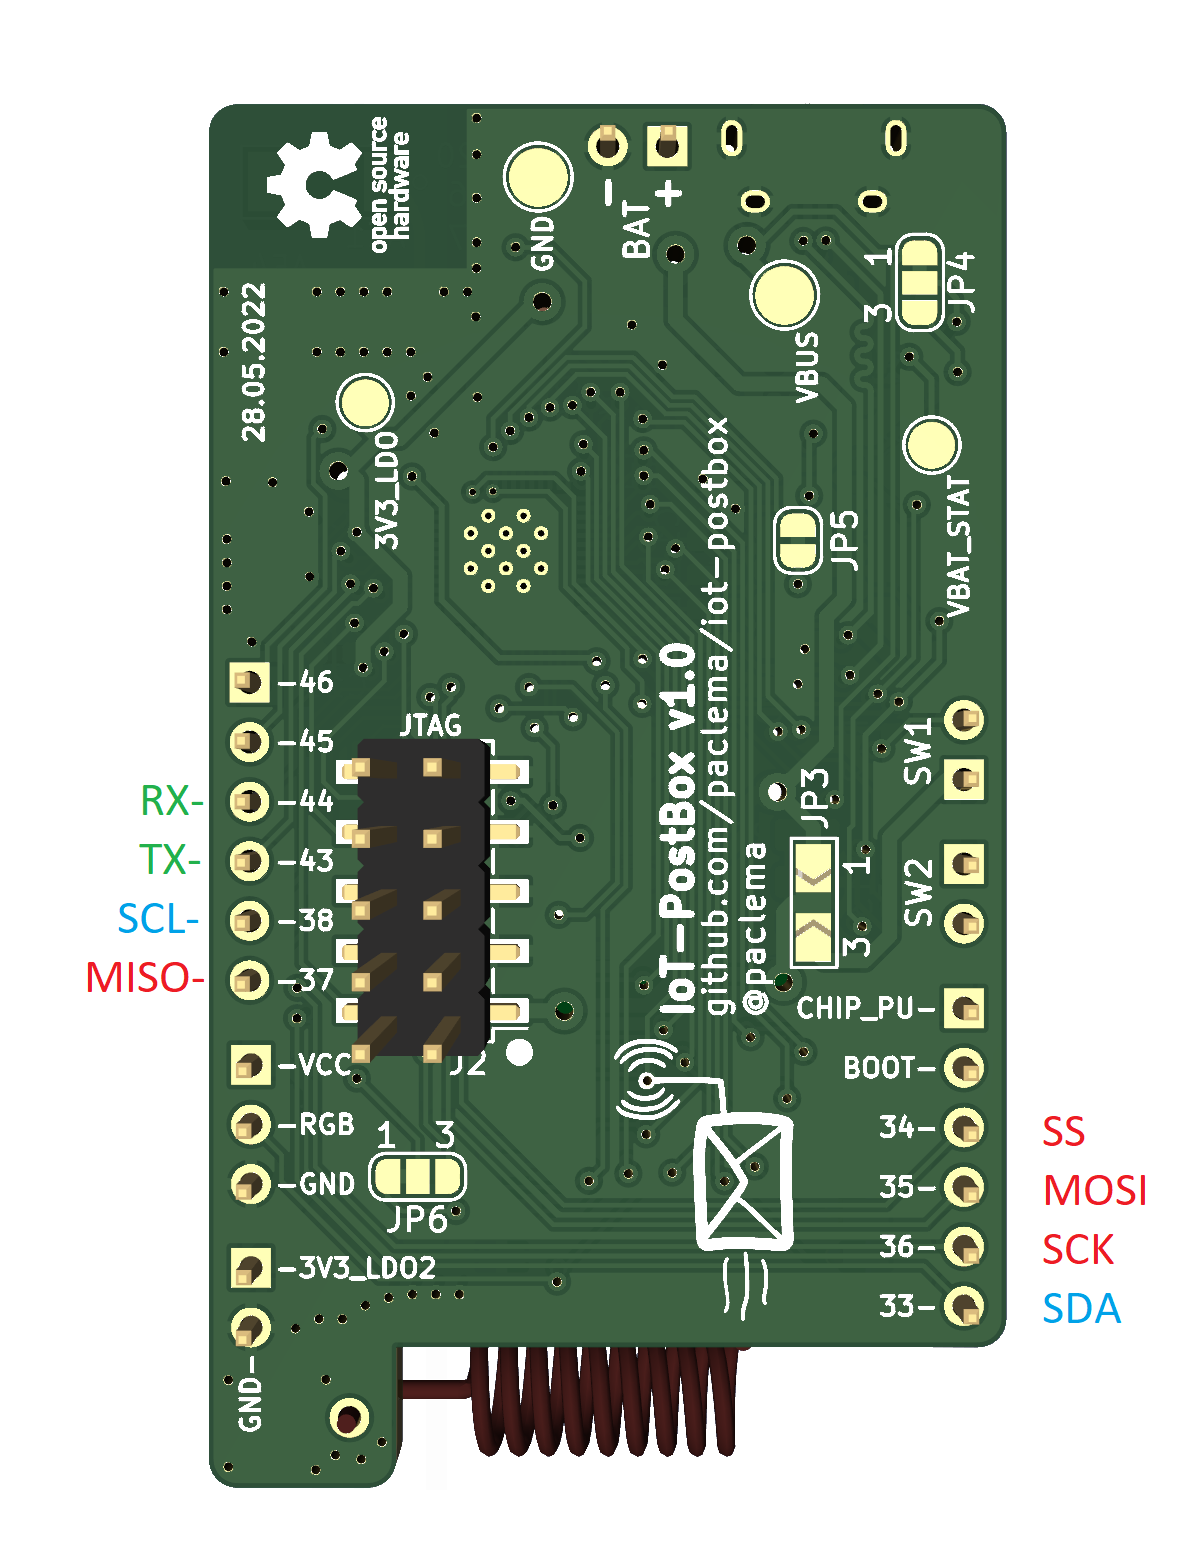 open source
hardware
28.05.2022
GND
- +
BAT
VBUS
1
3
JP4
3V3_LDO
JP5
VBAT_STAT
-46
-45
RX-
-44
TX-
-43
SCL-
-38
MISO-
-37
JTAG
J2
IoT-PostBox v1.0
github.com/paclema/iot-postbox
@paclema
JP3
1
3
SW1
SW2
-VCC
-RGB
-GND
1 3
JP6
-3V3_LDO2
GND-
CHIP_PU-
BOOT-
34-
SS
35-
MOSI
36-
SCK
33-
SDA